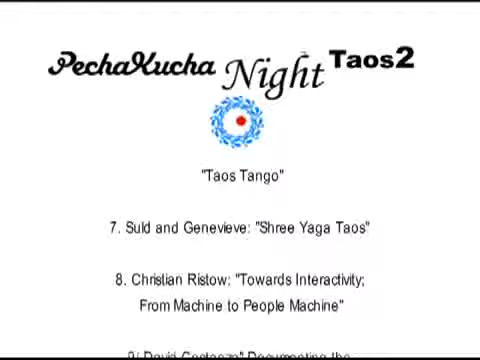 PechaKucha Night Taos2
"Taos Tango"
7. Suld and Genevieve: "Shree Yaga Taos"
8. Christian Ristow: "Towards Interactivity;
From Machine to People Machine"